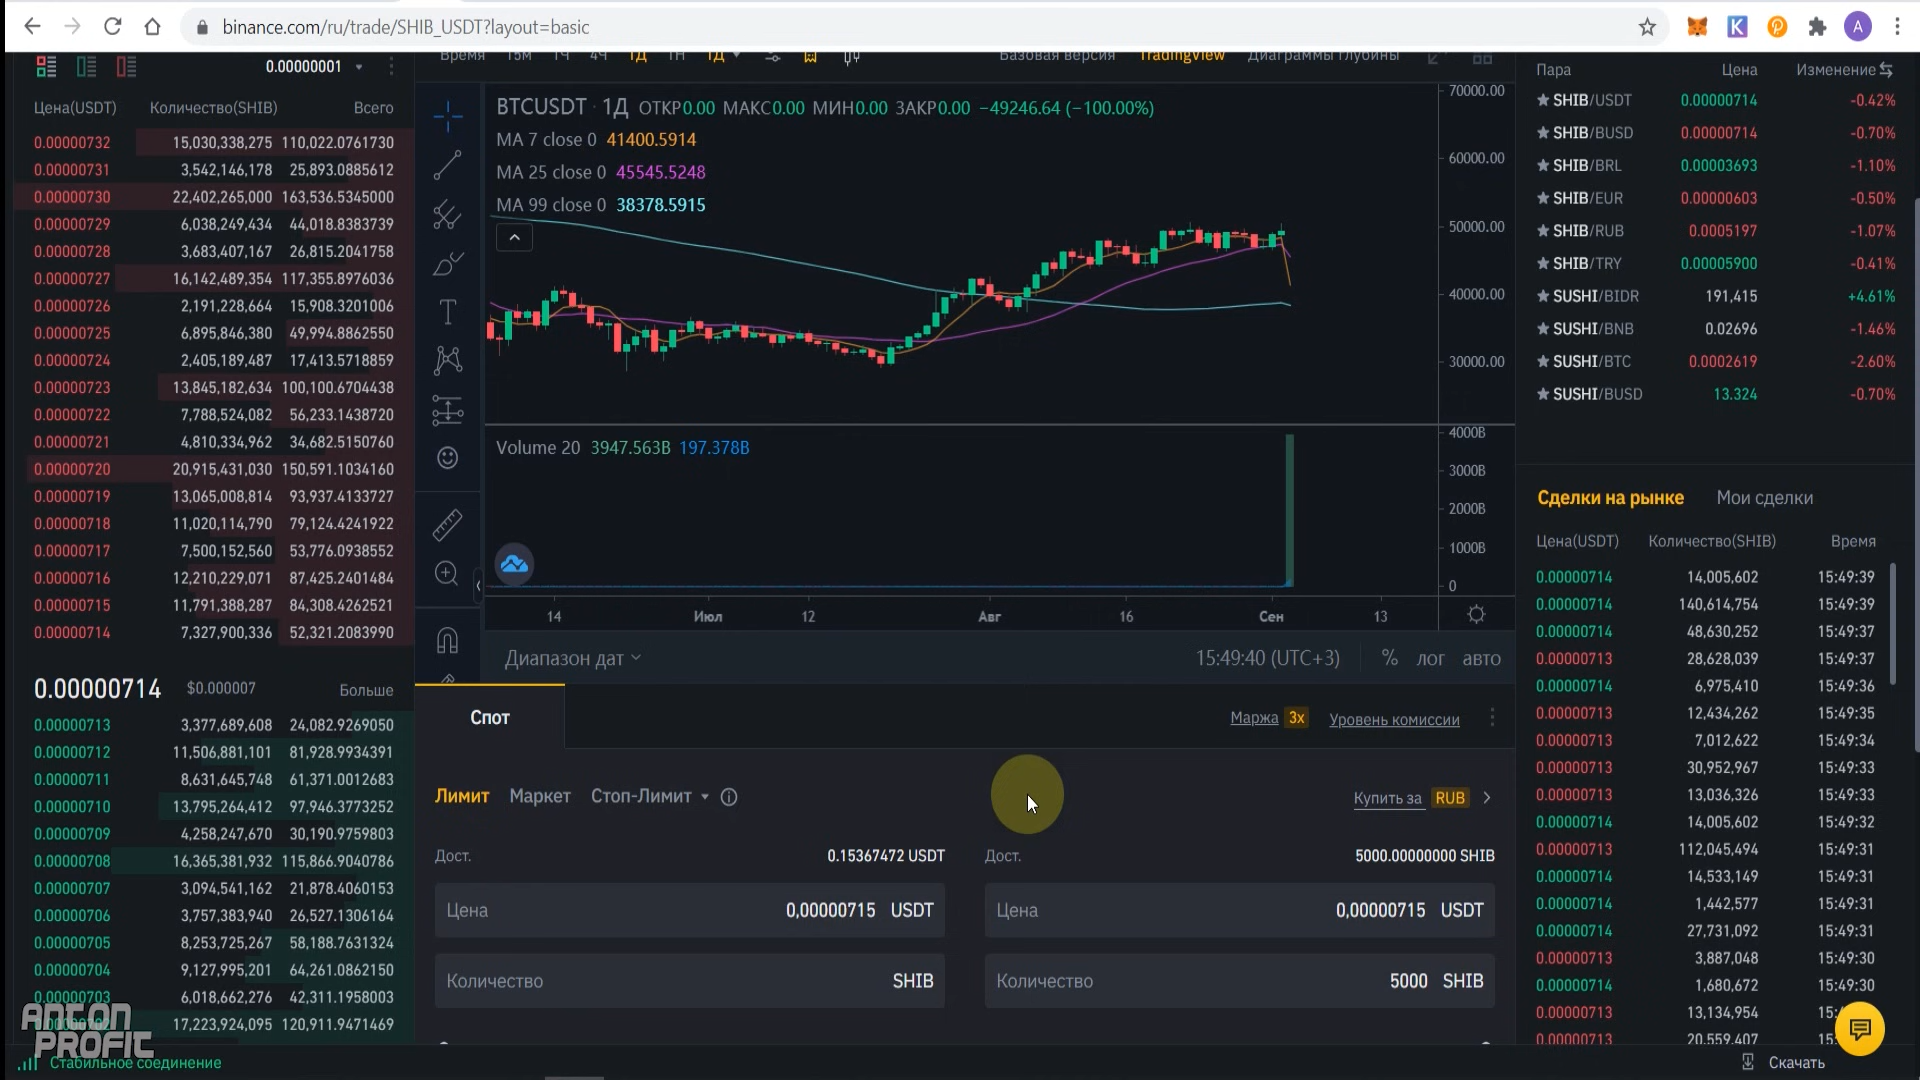 binance.com/ru/trade/SHIB_USDT?layout=basic
A
0.00000001
Цена(USDT) Количество(SHIB) Всего
0.00000732 15,030,338,275 110,022.0761730
0.00000731 3,542,146,178 25,893.0885612
0.00000730 22,402,265,000 163,536.5345000
0.00000729 6,038,249,434 44,018.8383739
0.00000728 3,683,407,167 26,815.2041758
0.00000727 16,142,489,354 117,355.8976036
0.00000726 2,191,228,664 15,908.3201006
0.00000725 6,895,846,380 49,994.8862550
0.00000724 2,405,189,487 17,413.5718859
0.00000723 13,845,182,634 100,100.6704438
0.00000722 7,788,524,082 56,233.1438720
0.00000721 4,810,334,962 34,682.5150760
0.00000720 20,915,431,030 150,591.1034160
0.00000719 13,065,008,814 93,937.4133727
0.00000718 11,020,114,790 79,124.4241922
0.00000717 7,500,152,560 53,776.0938552
0.00000716 12,210,229,071 87,425.2401484
0.00000715 11,791,388,287 84,308.4262521
0.00000714 7,327,900,336 52,321.2083990
0.00000714 $0.000007 Больше
0.00000713 3,377,689,608 24,082.9269050
0.00000712 11,506,881,101 81,928.9934391
0.00000711 8,631,645,748 61,371.0012683
0.00000710 13,795,264,412 97,946.3773252
0.00000709 4,258,247,670 30,190.9759803
0.00000708 16,365,381,932 115,866.9040786
0.00000707 3,094,541,162 21,878.4060153
0.00000706 3,757,383,940 26,527.1306164
0.00000705 8,253,725,267 58,188.7631324
0.00000704 9,127,995,201 64,261.0862150
0.00000703 6,018,662,276 42,311.1958003
0.00000702 17,223,924,095 120,911.9471469
ANTON
PROFIT
Стабильное соединение
Время 15м 1Ч 4Ч 1Д 1Н 1Д Базовая версия TradingView Диаграммы глубины
BTCUSDT · 1Д ОТКР0.00 МАКС0.00 МИН0.00 ЗАКР0.00 −49246.64 (−100.00%)
MA 7 close 0 41400.5914
MA 25 close 0 45545.5248
MA 99 close 0 38378.5915
70000.00
60000.00
50000.00
40000.00
30000.00
Volume 20 3947.563B 197.378B
4000B
3000B
2000B
1000B
0
14 Июл 12 Авг 16 Сен 13
Диапазон дат 15:49:40 (UTC+3) % лог авто
Спот Маржа 3x Уровень комиссии
Лимит Маркет Стоп-Лимит Купить за RUB
Дост. 0.15367472 USDT Дост. 5000.00000000 SHIB
Цена 0,00000715 USDT Цена 0,00000715 USDT
Количество SHIB Количество 5000 SHIB
Пара Цена Изменение
SHIB/USDT 0.00000714 -0.42%
SHIB/BUSD 0.00000714 -0.70%
SHIB/BRL 0.00003693 -1.10%
SHIB/EUR 0.00000603 -0.50%
SHIB/RUB 0.0005197 -1.07%
SHIB/TRY 0.00005900 -0.41%
SUSHI/BIDR 191,415 +4.61%
SUSHI/BNB 0.02696 -1.46%
SUSHI/BTC 0.0002619 -2.60%
SUSHI/BUSD 13.324 -0.70%
Сделки на рынке Мои сделки
Цена(USDT) Количество(SHIB) Время
0.00000714 14,005,602 15:49:39
0.00000714 140,614,754 15:49:39
0.00000714 48,630,252 15:49:37
0.00000713 28,628,039 15:49:37
0.00000714 6,975,410 15:49:36
0.00000713 12,434,262 15:49:35
0.00000713 7,012,622 15:49:34
0.00000713 30,952,967 15:49:33
0.00000713 13,036,326 15:49:33
0.00000714 14,005,602 15:49:32
0.00000713 112,045,494 15:49:31
0.00000714 14,533,149 15:49:31
0.00000714 1,442,577 15:49:31
0.00000714 27,731,092 15:49:31
0.00000713 3,887,048 15:49:30
0.00000714 1,680,672 15:49:30
0.00000713 13,134,954 15:
0.00000713 20,559,407 15:
Скачать